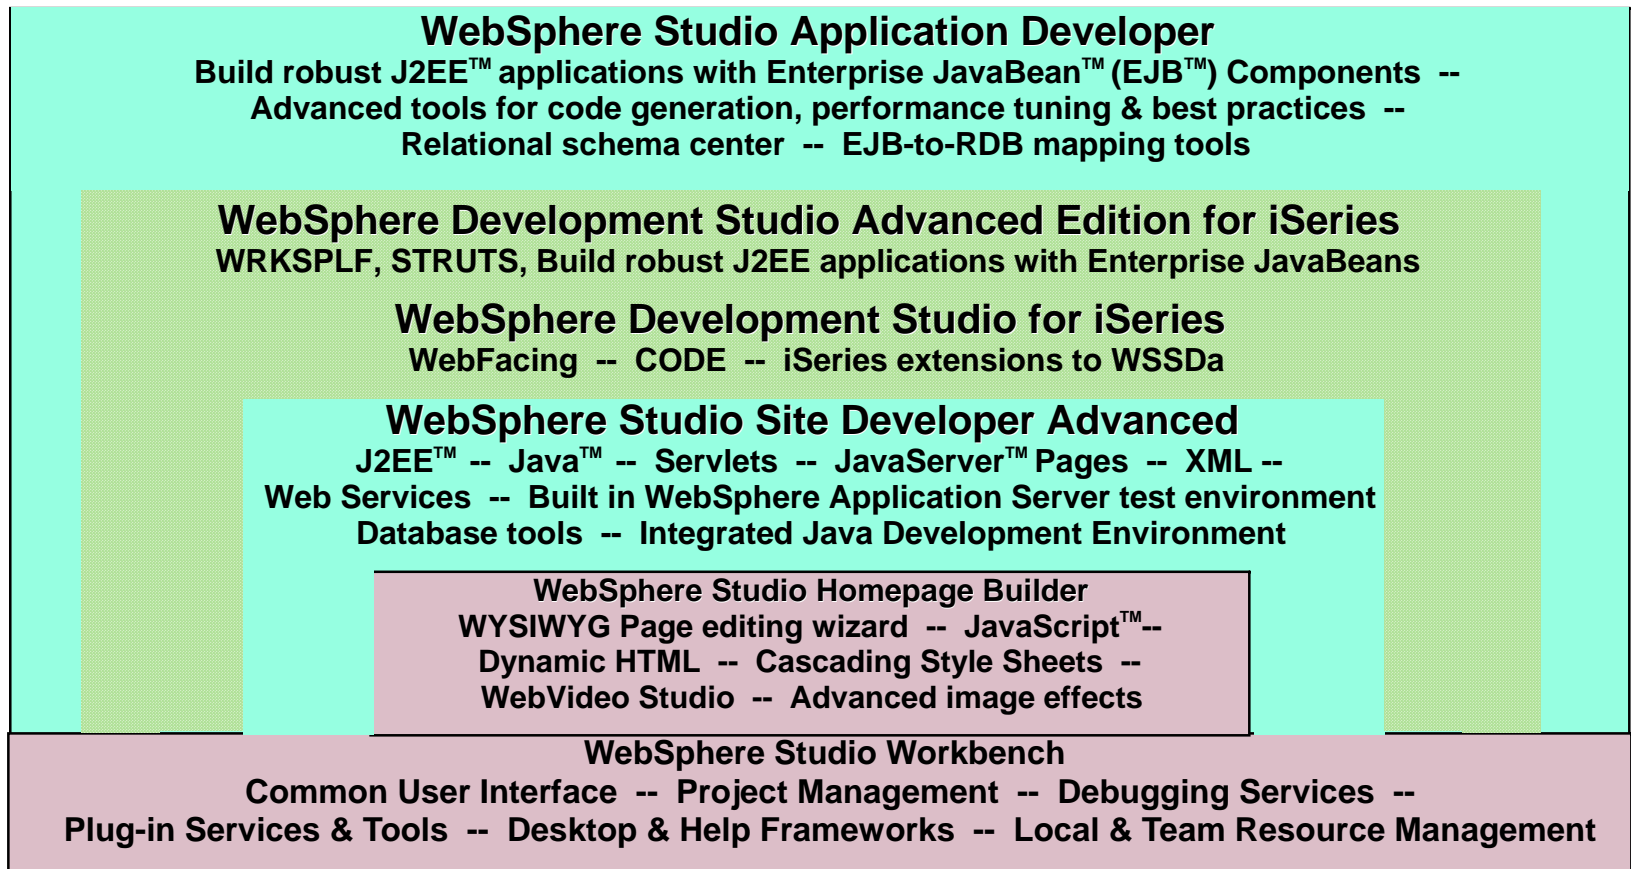 WebSphere Studio Application Developer
Build robust J2EE™ applications with Enterprise JavaBean™ (EJB™) Components --
Advanced tools for code generation, performance tuning & best practices --
Relational schema center -- EJB-to-RDB mapping tools
WebSphere Development Studio Advanced Edition for iSeries
WRKSPLF, STRUTS, Build robust J2EE applications with Enterprise JavaBeans
WebSphere Development Studio for iSeries
WebFacing -- CODE -- iSeries extensions to WSSDa
WebSphere Studio Site Developer Advanced
J2EE™ -- Java™ -- Servlets -- JavaServer™ Pages -- XML --
Web Services -- Built in WebSphere Application Server test environment
Database tools -- Integrated Java Development Environment
WebSphere Studio Homepage Builder
WYSIWYG Page editing wizard -- JavaScript™--
Dynamic HTML -- Cascading Style Sheets --
WebVideo Studio -- Advanced image effects
WebSphere Studio Workbench
Common User Interface -- Project Management -- Debugging Services --
Plug-in Services & Tools -- Desktop & Help Frameworks -- Local & Team Resource Management